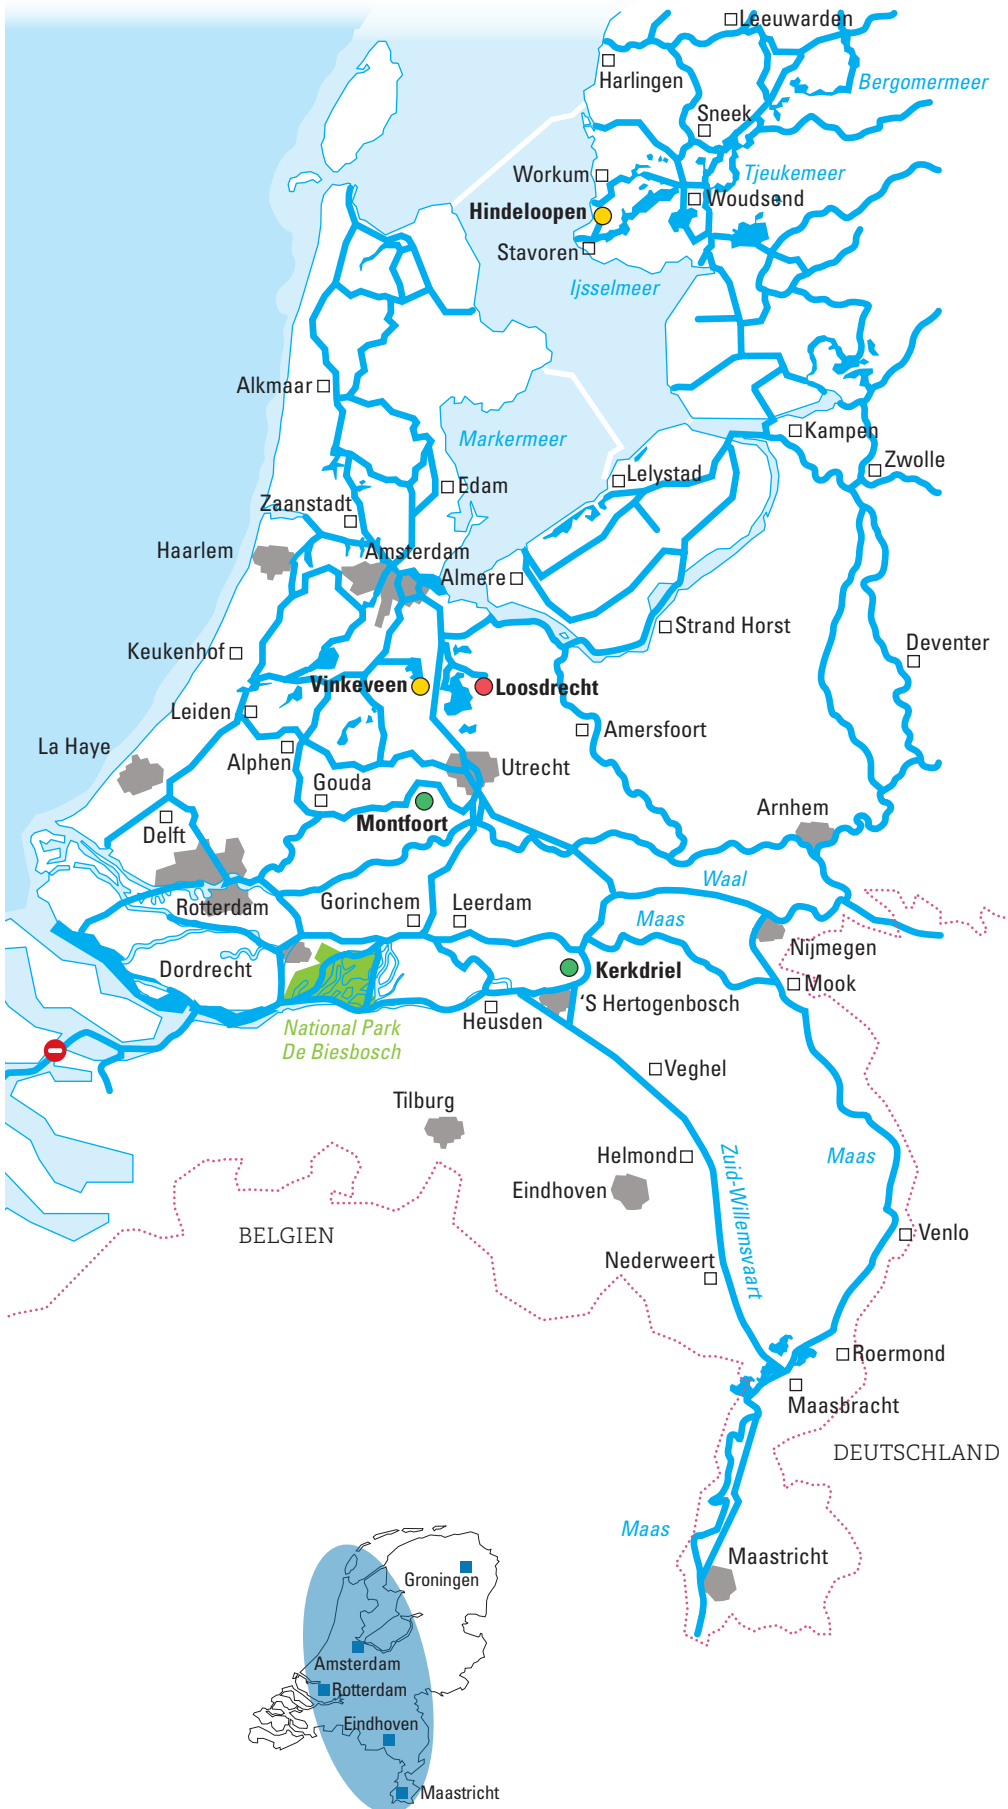 Leeuwarden
Harlingen
Bergomermeer
Sneek
Workum
Tjeukemeer
Woudsend
Hindeloopen
Stavoren
Ijsselmeer
Alkmaar
Markermeer
Kampen
Zwolle
Lelystad
Edam
Zaanstadt
Haarlem
Amsterdam
Almere
Strand Horst
Keukenhof
Deventer
Vinkeveen
Loosdrecht
Leiden
Amersfoort
La Haye
Alphen
Utrecht
Gouda
Arnhem
Montfoort
Delft
Waal
Rotterdam
Gorinchem
Leerdam
Maas
Nijmegen
Dordrecht
Kerkdriel
Mook
'S Hertogenbosch
Heusden
National Park
De Biesbosch
Veghel
Tilburg
Helmond
Maas
Zuid-Willemsvaart
Eindhoven
BELGIEN
Venlo
Nederweert
Roermond
Maasbracht
DEUTSCHLAND
Maas
Maastricht
Groningen
Amsterdam
Rotterdam
Eindhoven
Maastricht